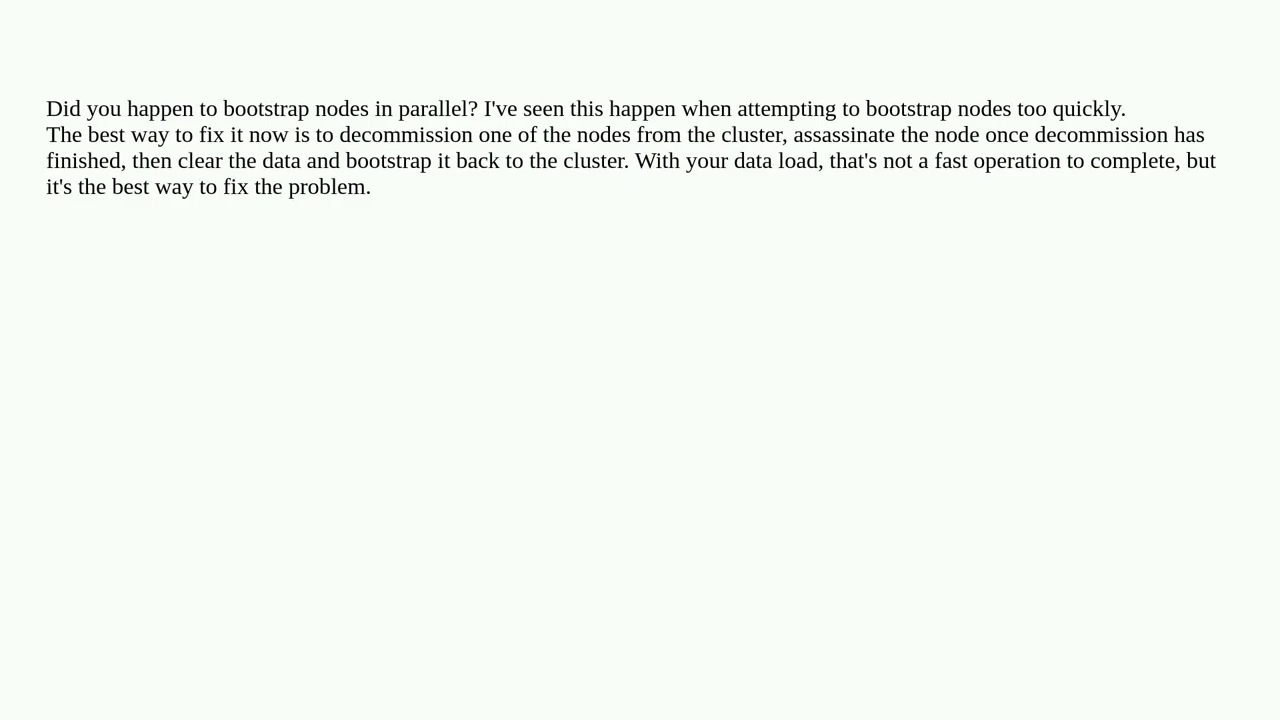 Did you happen to bootstrap nodes in parallel? I've seen this happen when attempting to bootstrap nodes too quickly.
The best way to fix it now is to decommission one of the nodes from the cluster, assassinate the node once decommission has
finished, then clear the data and bootstrap it back to the cluster. With your data load, that's not a fast operation to complete, but
it's the best way to fix the problem.